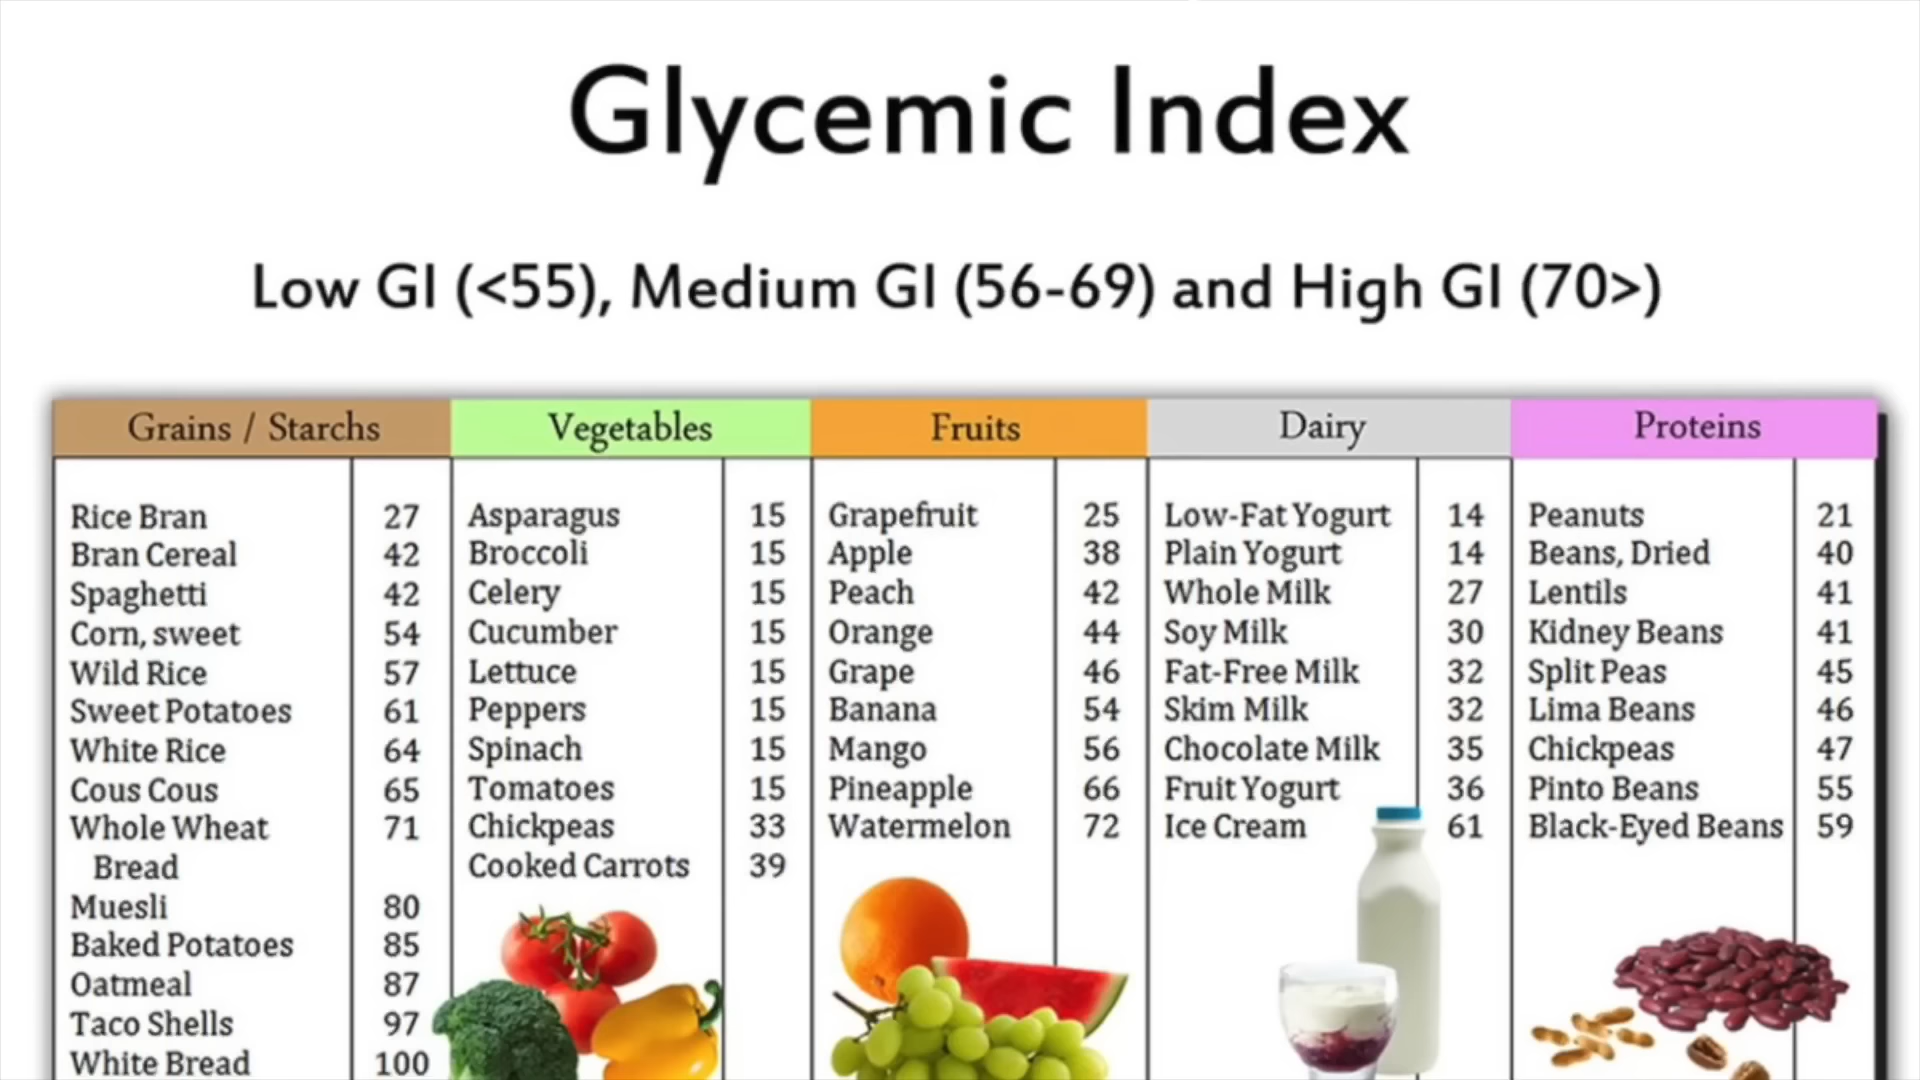 Glycemic Index
Low GI (<55), Medium GI (56-69) and High GI (70>)
Grains / Starchs
Rice Bran 27
Bran Cereal 42
Spaghetti 42
Corn, sweet 54
Wild Rice 57
Sweet Potatoes 61
White Rice 64
Cous Cous 65
Whole Wheat 71
Bread
Muesli 80
Baked Potatoes 85
Oatmeal 87
Taco Shells 97
White Bread 100
Vegetables
Asparagus 15
Broccoli 15
Celery 15
Cucumber 15
Lettuce 15
Peppers 15
Spinach 15
Tomatoes 15
Chickpeas 33
Cooked Carrots 39
Fruits
Grapefruit 25
Apple 38
Peach 42
Orange 44
Grape 46
Banana 54
Mango 56
Pineapple 66
Watermelon 72
Dairy
Low-Fat Yogurt 14
Plain Yogurt 14
Whole Milk 27
Soy Milk 30
Fat-Free Milk 32
Skim Milk 32
Chocolate Milk 35
Fruit Yogurt 36
Ice Cream 61
Proteins
Peanuts 21
Beans, Dried 40
Lentils 41
Kidney Beans 41
Split Peas 45
Lima Beans 46
Chickpeas 47
Pinto Beans 55
Black-Eyed Beans 59